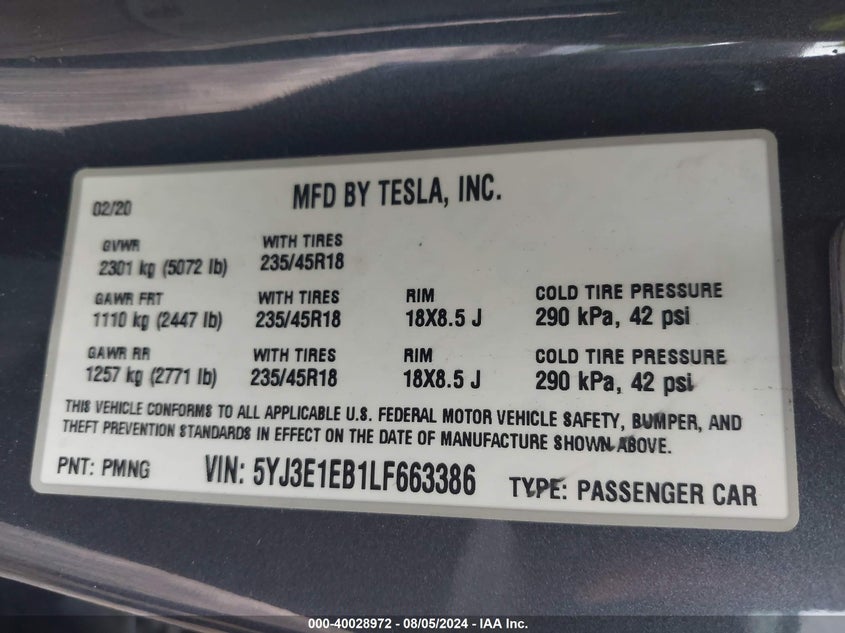 MFD BY TESLA, INC.
02/20
GVWR WITH TIRES
2301 kg (5072 lb) 235/45R18
GAWR FRT WITH TIRES RIM COLD TIRE PRESSURE
1110 kg (2447 lb) 235/45R18 18X8.5 J 290 kPa, 42 psi
GAWR RR WITH TIRES RIM COLD TIRE PRESSURE
1257 kg (2771 lb) 235/45R18 18X8.5 J 290 kPa, 42 psi
THIS VEHICLE CONFORMS TO ALL APPLICABLE U.S. FEDERAL MOTOR VEHICLE SAFETY, BUMPER, AND
THEFT PREVENTION STANDARDS IN EFFECT ON THE DATE OF MANUFACTURE SHOWN ABOVE.
PNT: PMNG VIN: 5YJ3E1EB1LF663386 TYPE: PASSENGER CAR
000-40028972 - 08/05/2024 - IAA Inc.